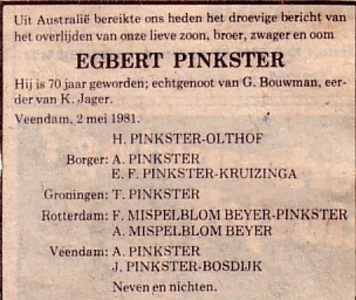 Uit Australië bereikte ons heden het droevige bericht van
het overlijden van onze lieve zoon, broer, zwager en oom
EGBERT PINKSTER
Hij is 70 jaar geworden; echtgenoot van G. Bouwman, eer-
der van K. Jager.
Veendam, 2 mei 1981.
H. PINKSTER-OLTHOF
Borger: A. PINKSTER
E. F. PINKSTER-KRUIZINGA
Groningen: T. PINKSTER
Rotterdam: F. MISPELBLOM BEYER-PINKSTER
A. MISPELBLOM BEYER
Veendam: A. PINKSTER
J. PINKSTER-BOSDIJK
Neven en nichten.